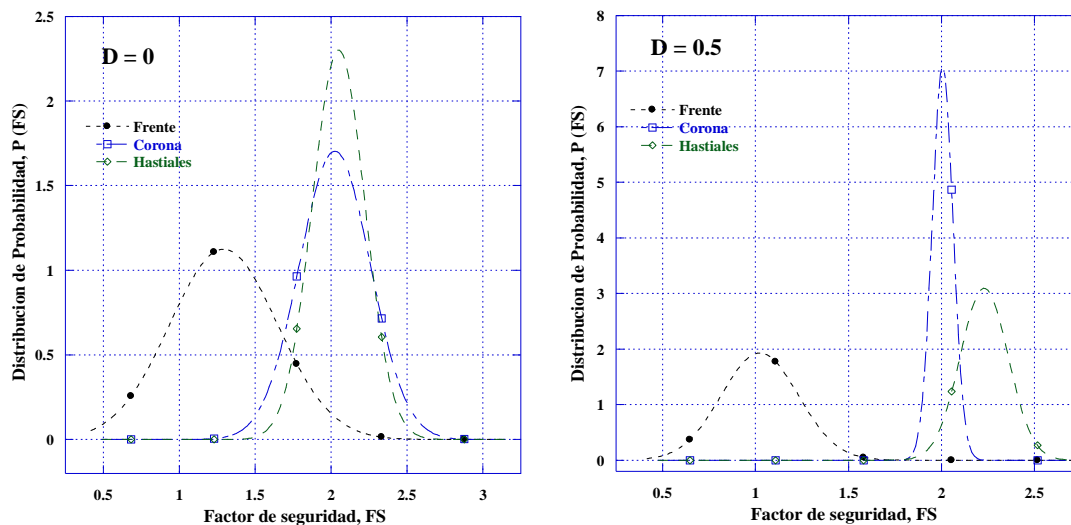 D = 0
Distribucion de Probabilidad, P (FS)
2.5
2
1.5
1
0.5
0
Frente
Corona
Hastiales
0.5 1 1.5 2 2.5 3
Factor de seguridad, FS
D = 0.5
Distribucion de Probabilidad, P (FS)
8
7
6
5
4
3
2
1
0
Frente
Corona
Hastiales
0.5 1 1.5 2 2.5
Factor de seguridad, FS